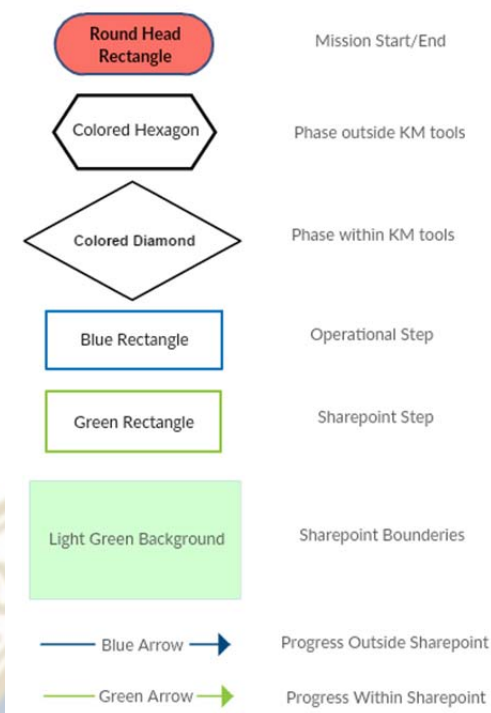 Round Head
Rectangle
Mission Start/End
Colored Hexagon
Phase outside KM tools
Colored Diamond
Phase within KM tools
Blue Rectangle
Operational Step
Green Rectangle
Sharepoint Step
Light Green Background
Sharepoint Bounderies
Blue Arrow
Progress Outside Sharepoint
Green Arrow
Progress Within Sharepoint